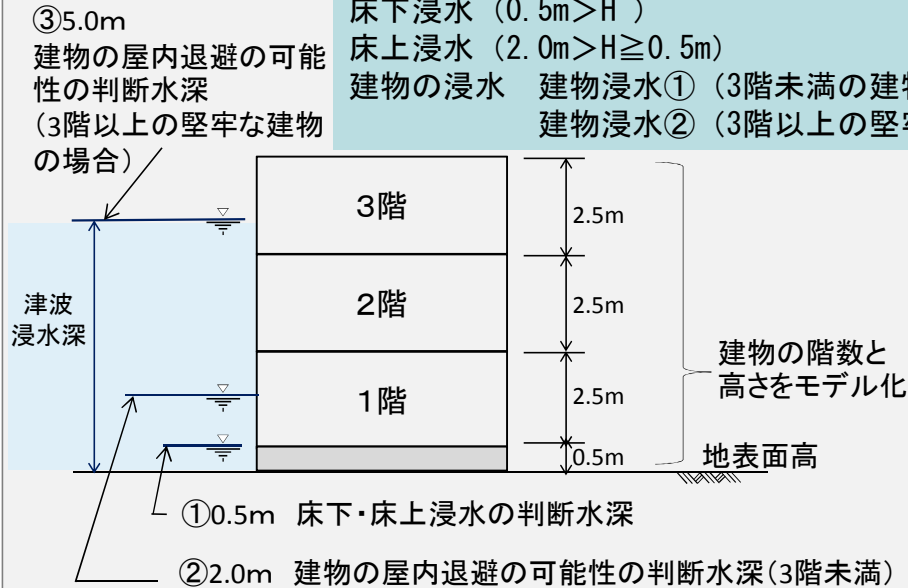 ③5.0m
建物の屋内退避の可能
性の判断水深
(3階以上の堅牢な建物
の場合)
床下浸水 (0.5m>H )
床上浸水 (2.0m>H≧0.5m)
建物の浸水 建物浸水① (3階未満の建
建物浸水② (3階以上の堅
3階
2.5m
2階
2.5m
津波
浸水深
1階
2.5m
建物の階数と
高さをモデル化
0.5m
地表面高
①0.5m 床下・床上浸水の判断水深
②2.0m 建物の屋内退避の可能性の判断水深(3階未満)